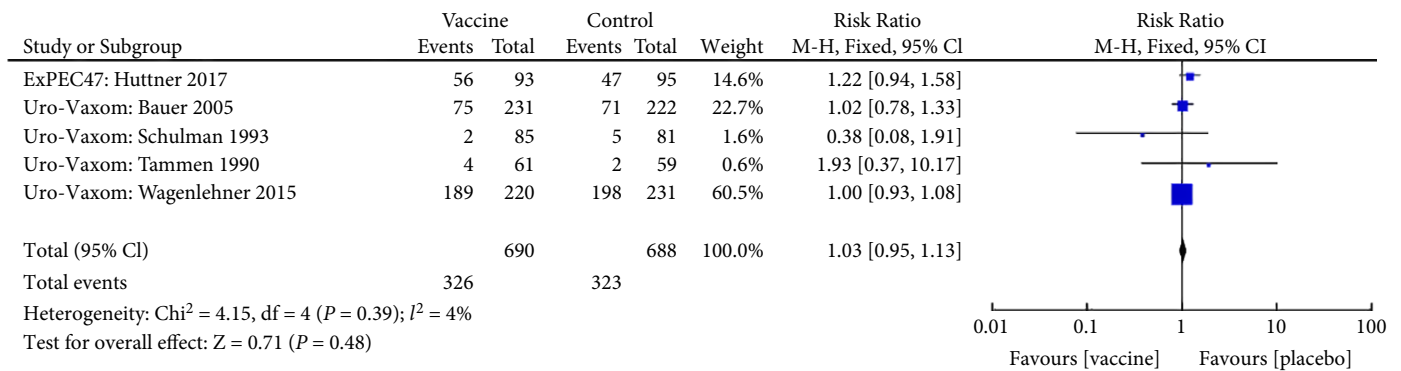 Vaccine Control Risk Ratio Risk Ratio
Study or Subgroup Events Total Events Total Weight M-H, Fixed, 95% Cl M-H, Fixed, 95% CI
ExPEC47: Huttner 2017 56 93 47 95 14.6% 1.22 [0.94, 1.58]
Uro-Vaxom: Bauer 2005 75 231 71 222 22.7% 1.02 [0.78, 1.33]
Uro-Vaxom: Schulman 1993 2 85 5 81 1.6% 0.38 [0.08, 1.91]
Uro-Vaxom: Tammen 1990 4 61 2 59 0.6% 1.93 [0.37, 10.17]
Uro-Vaxom: Wagenlehner 2015 189 220 198 231 60.5% 1.00 [0.93, 1.08]
Total (95% Cl) 690 688 100.0% 1.03 [0.95, 1.13]
Total events 326 323
Heterogeneity: Chi² = 4.15, df = 4 (P = 0.39); l² = 4%
Test for overall effect: Z = 0.71 (P = 0.48)
0.01 0.1 1 10 100
Favours [vaccine] Favours [placebo]